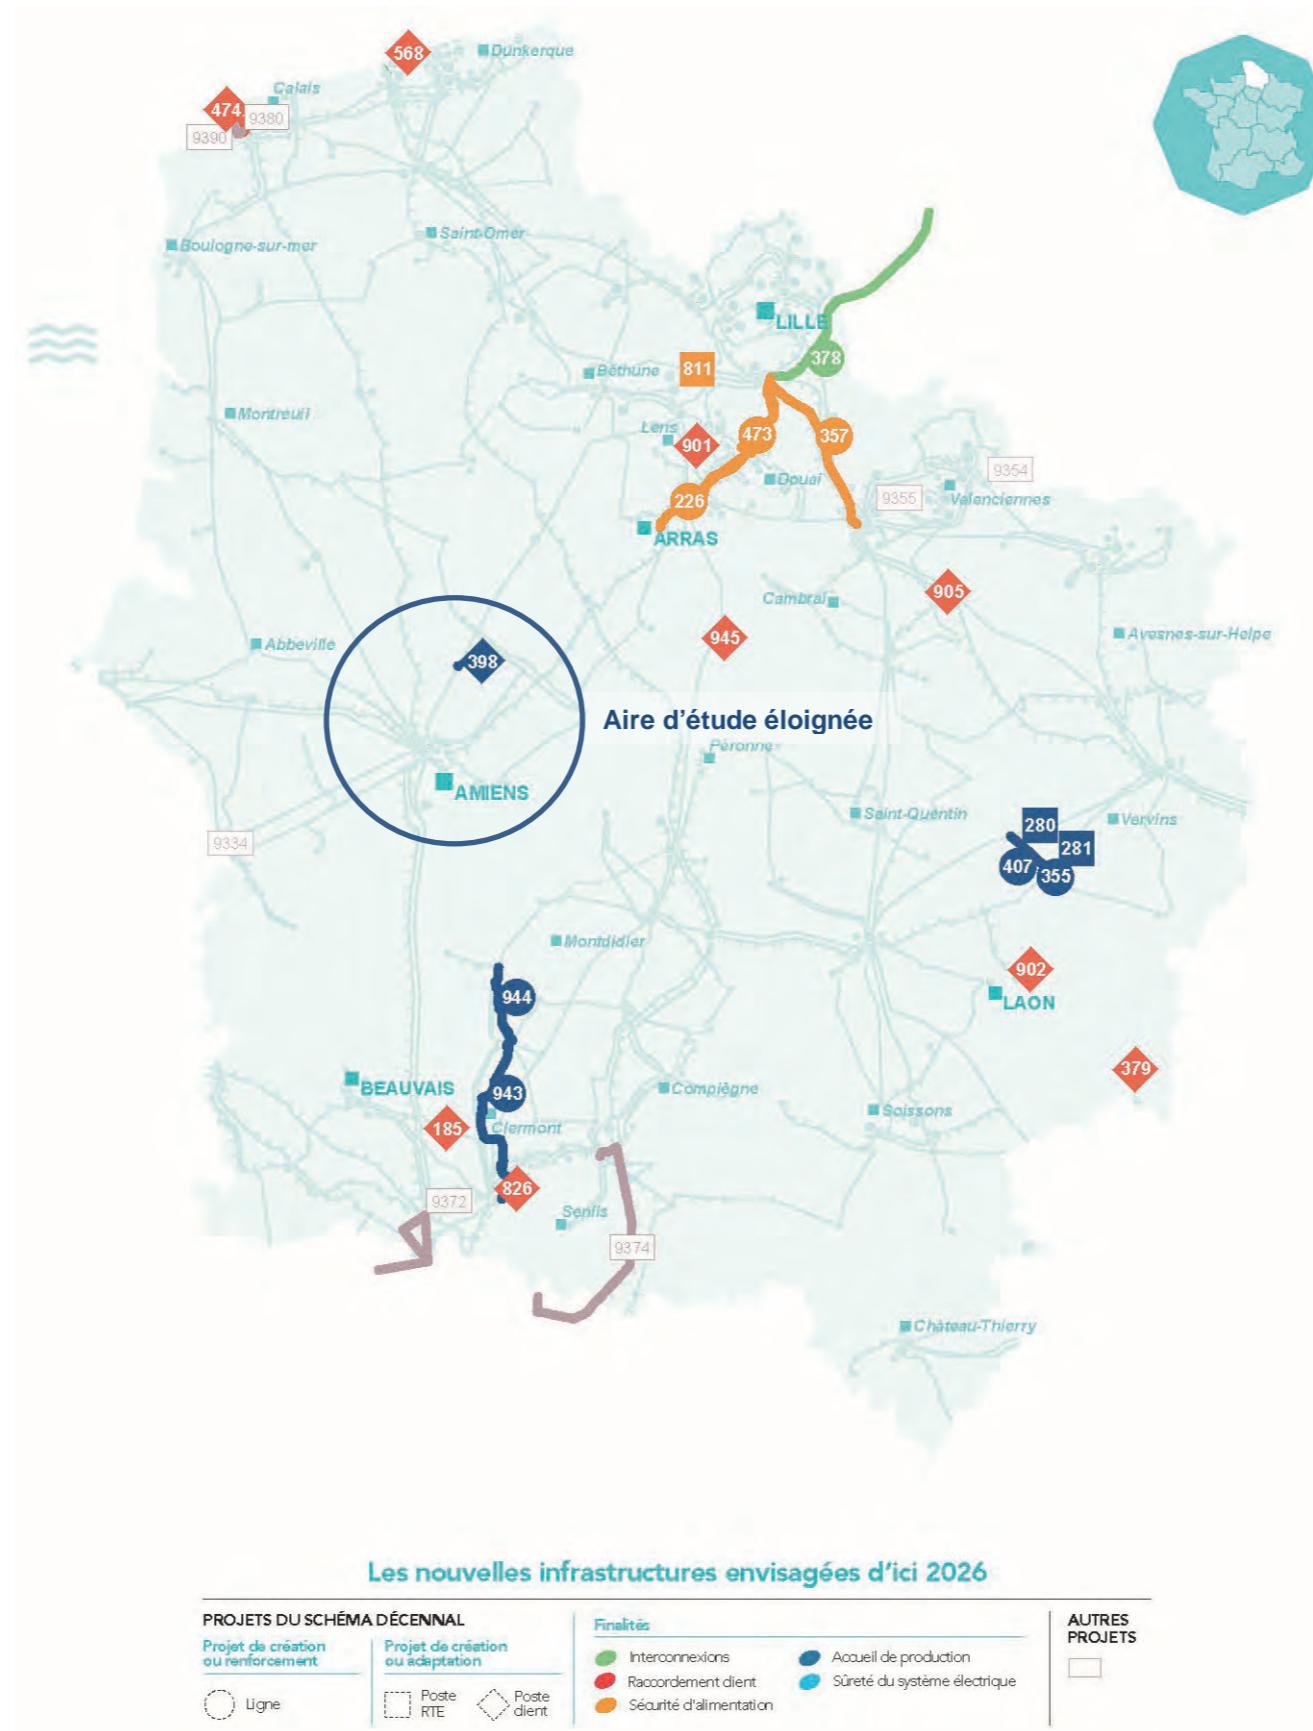 568
Dunkerque
Calais
474
9380
9390
Saint-Omer
Boulogne-sur-mer
LILLE
378
Béthune
811
Montreuil
Lens
901
473
357
Douai
9354
9355
Valenciennes
226
ARRAS
905
Cambrai
945
Avesnes-sur-Helpe
Abbeville
398
Aire d'étude éloignée
Péronne
AMIENS
Saint-Quentin
280
Vervins
281
9334
407
355
Montdidier
902
944
LAON
379
BEAUVAIS
943
Compiègne
Soissons
185
Clermont
826
9372
Senlis
9374
Château-Thierry
Les nouvelles infrastructures envisagées d'ici 2026
PROJETS DU SCHÉMA DÉCENNAL
Projet de création
ou renforcement
Ligne
Projet de création
ou adaptation
Poste
RTE
Poste
client
Finalités
Interconnexions
Raccordement client
Sécurité d'alimentation
Accueil de production
Sûreté du système électrique
AUTRES
PROJETS